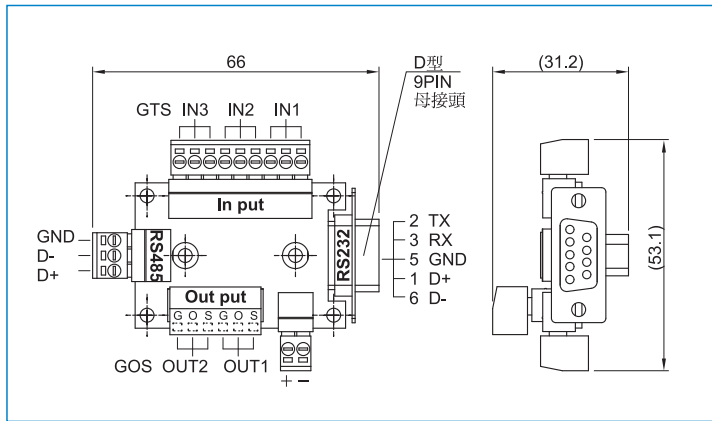 66
(31.2)
D型
9PIN
母接頭
GTS IN3 IN2 IN1
In put
RS232
2 TX
3 RX
5 GND
1 D+
6 D-
GND
D-
D+
RS485
Out put
G O S G O S
GOS OUT2 OUT1
+ -
(53.1)